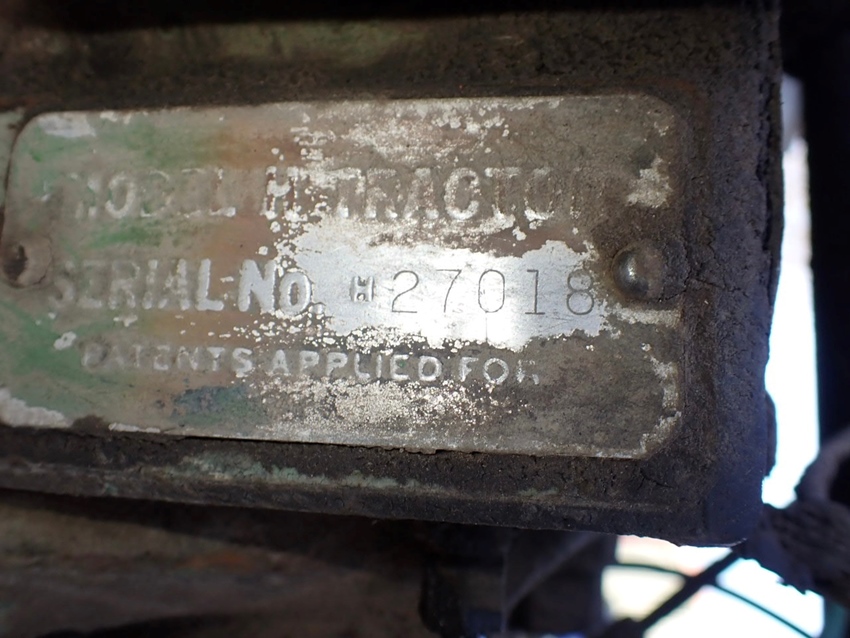 MODEL H TRACTOR
SERIAL NO. H27018
PATENTS APPLIED FOR